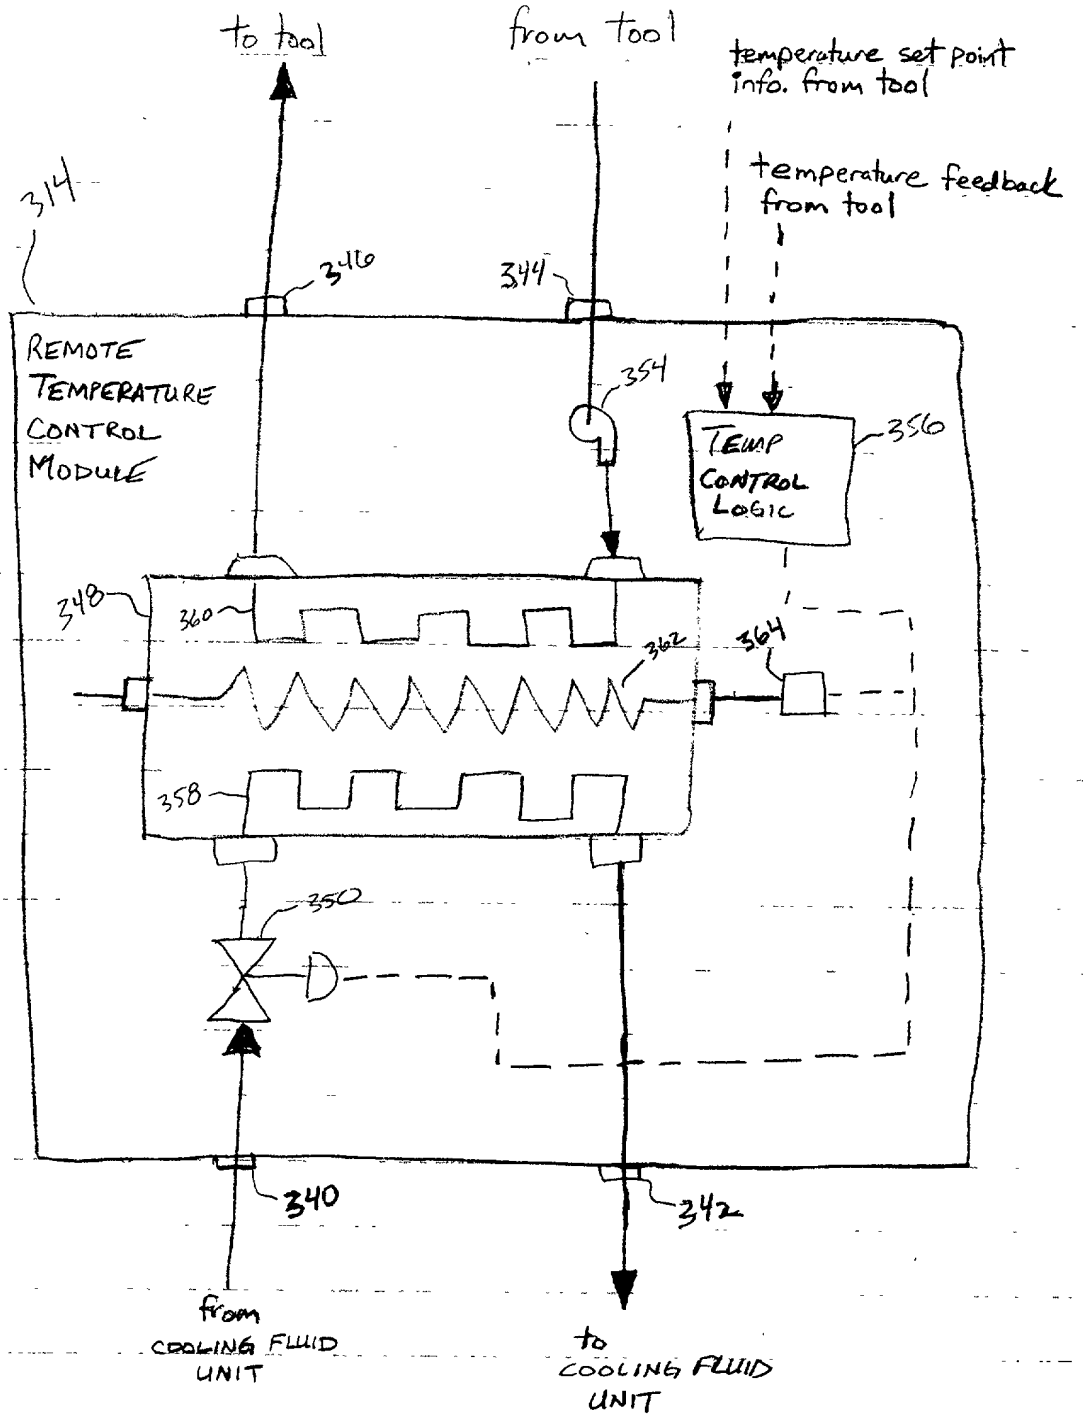 to tool
from tool
temperature set point
info. from tool
temperature feedback
from tool
314
346
344
REMOTE
TEMPERATURE
CONTROL
MODULE
354
356
TEMP
CONTROL
LOGIC
348
360
362
364
358
350
340
342
from
COOLING FLUID
UNIT
to
COOLING FLUID
UNIT